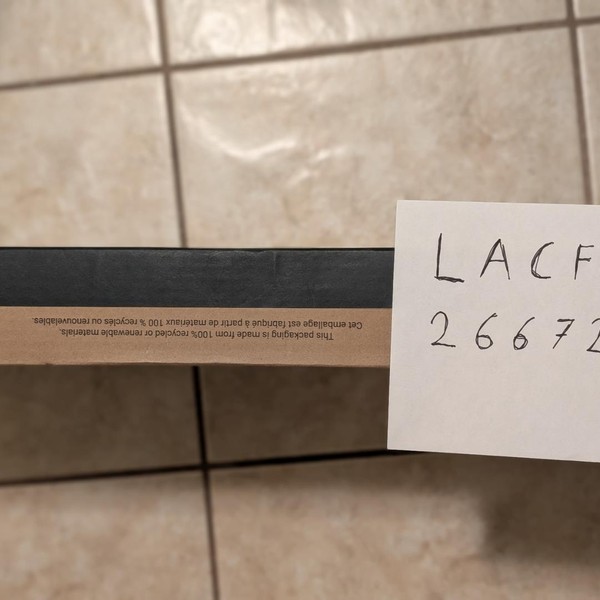 This packaging is made from 100% recycled or renewable materials.
Cet emballage est fabriqué à partir de matériaux 100 % recyclés ou renouvelables.
LACF
2667